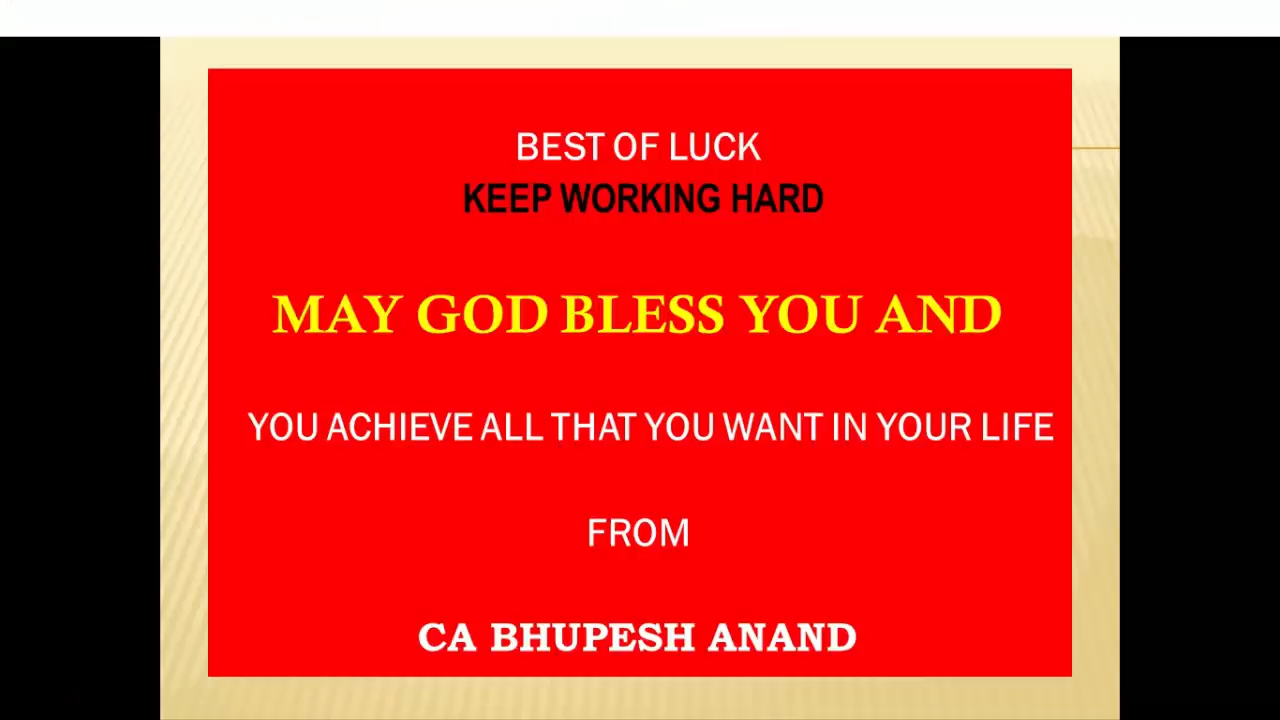 BEST OF LUCK
KEEP WORKING HARD
MAY GOD BLESS YOU AND
YOU ACHIEVE ALL THAT YOU WANT IN YOUR LIFE
FROM
CA BHUPESH ANAND